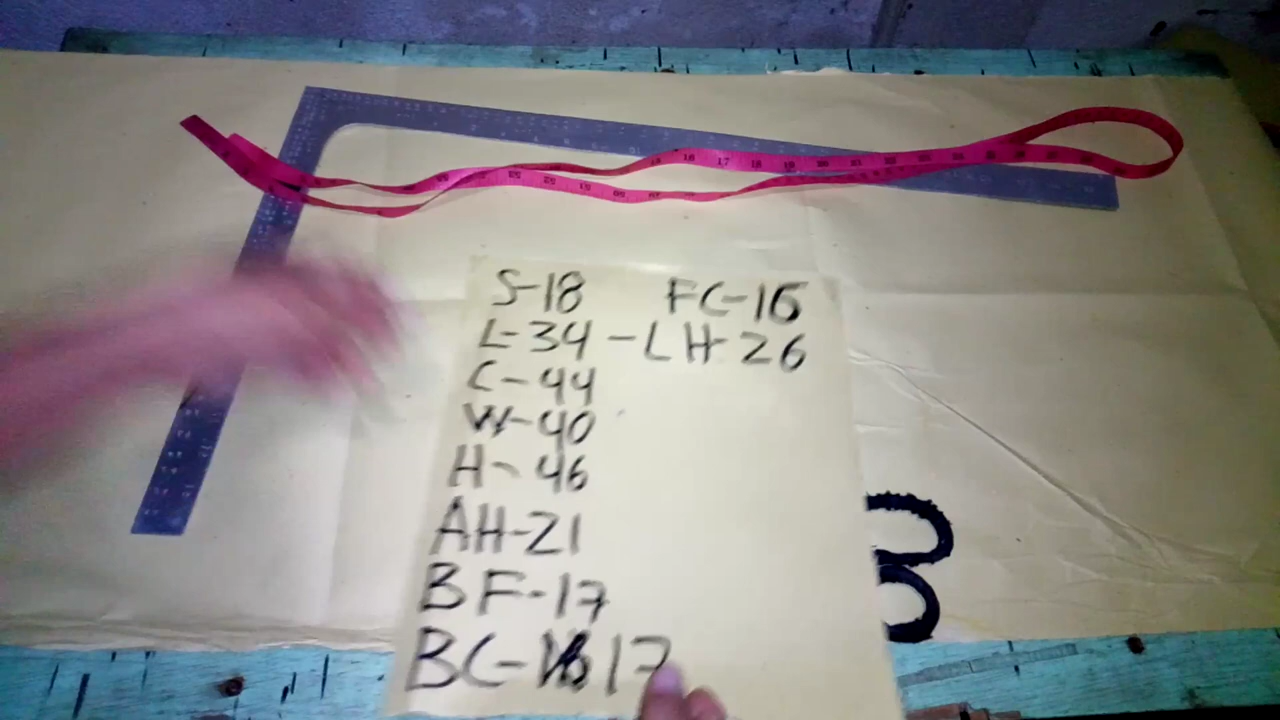 S-18 FC-16
L-34 - LH-26
C-44
W-40
H-46
AH-21
BF-17
BC-17